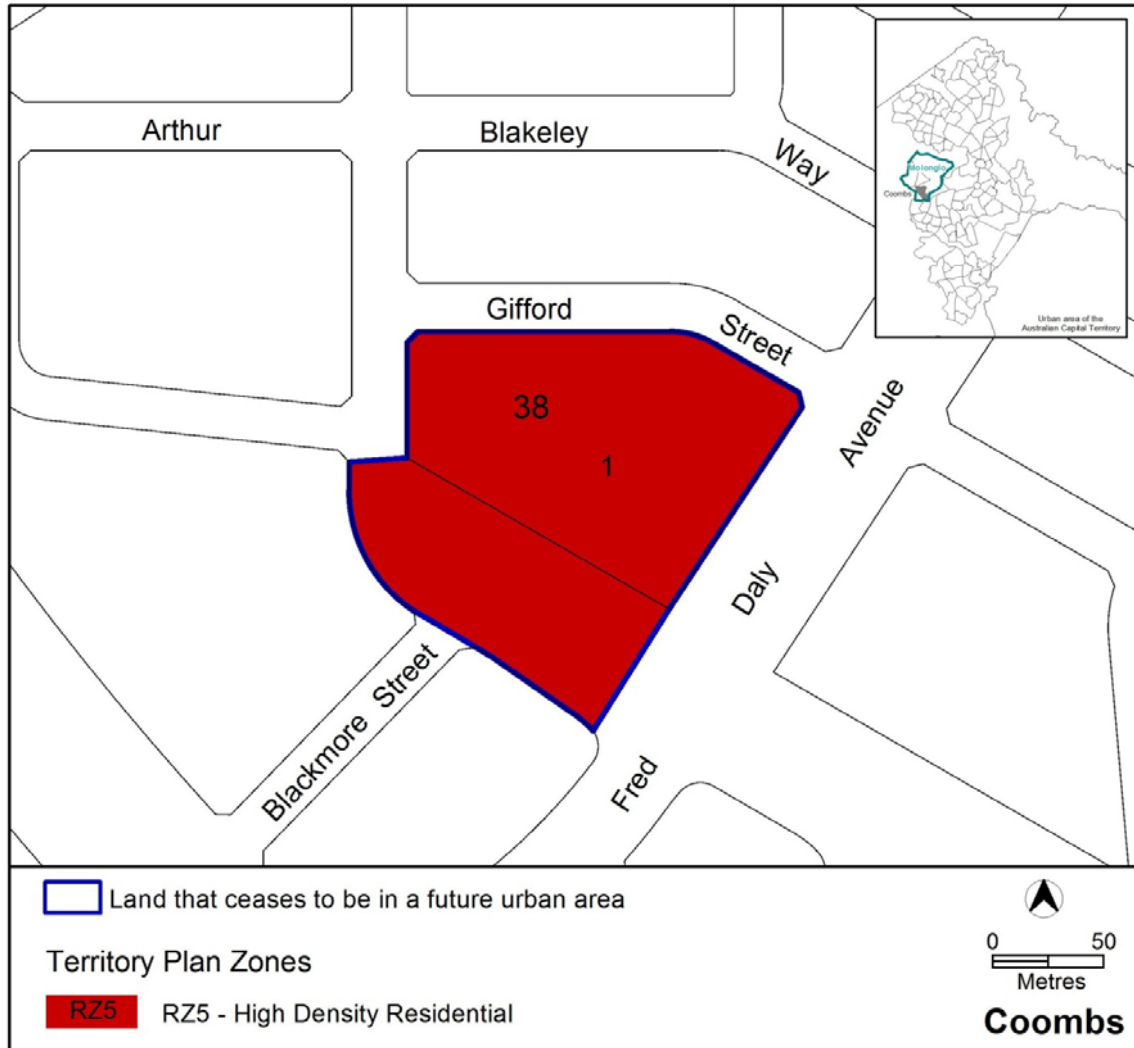 Arthur
Blakeley
Way
Molonglo
Coombs
Urban area of the
Australian Capital Territory
Gifford
Street
38
1
Avenue
Daly
Fred
Blackmore Street
Land that ceases to be in a future urban area
Territory Plan Zones
RZ5 RZ5 - High Density Residential
0 50
Metres
Coombs